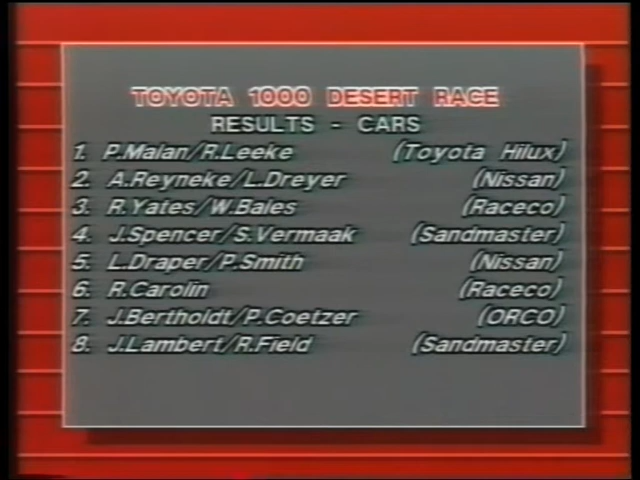 TOYOTA 1000 DESERT RACE
RESULTS - CARS
1. P.Malan/R.Leeke (Toyota Hilux)
2. A.Reyneke/L.Dreyer (Nissan)
3. R.Yates/W.Bales (Raceco)
4. J.Spencer/S.Vermaak (Sandmaster)
5. L.Draper/P.Smith (Nissan)
6. R.Carolin (Raceco)
7. J.Bertholdt/P.Coetzer (ORCO)
8. J.Lambert/R.Field (Sandmaster)